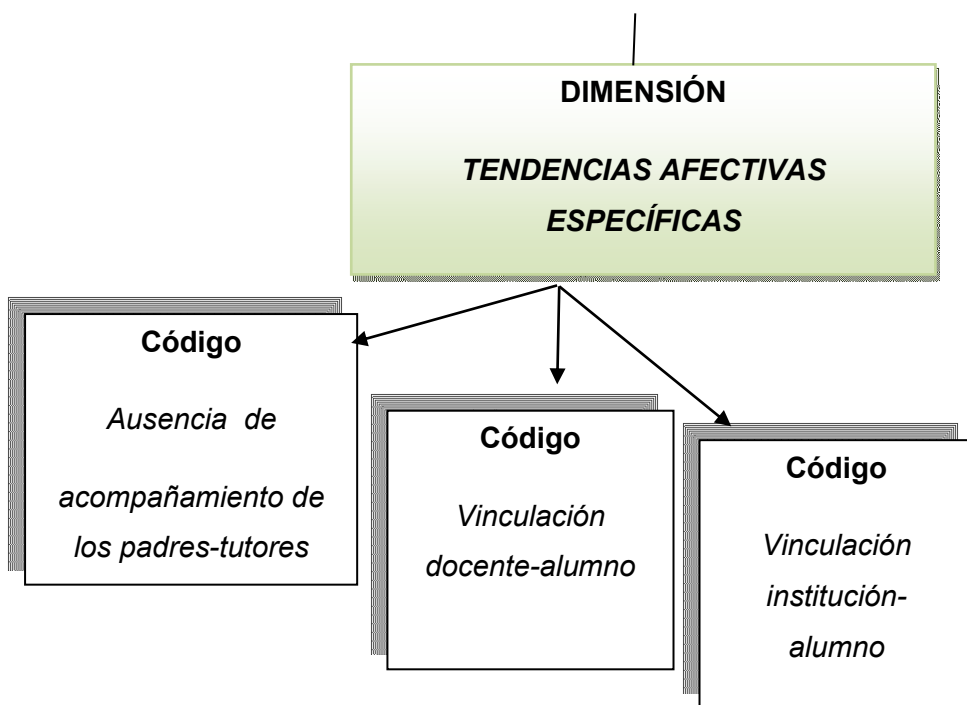 DIMENSIÓN
TENDENCIAS AFECTIVAS
ESPECÍFICAS
Código
Ausencia de
acompañamiento de
los padres-tutores
Código
Vinculación
docente-alumno
Código
Vinculación
institución-
alumno